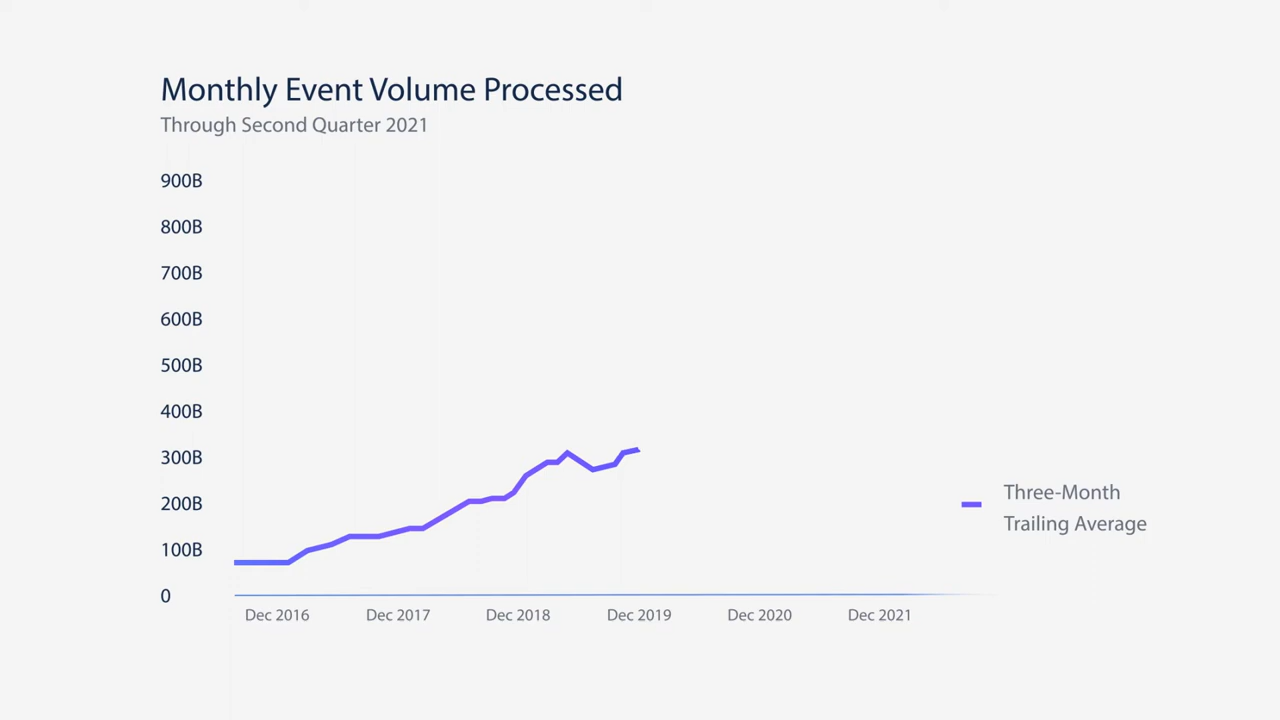 Monthly Event Volume Processed
Through Second Quarter 2021
900B
800B
700B
600B
500B
400B
300B
200B
100B
0
Dec 2016
Dec 2017
Dec 2018
Dec 2019
Dec 2020
Dec 2021
Three-Month
Trailing Average